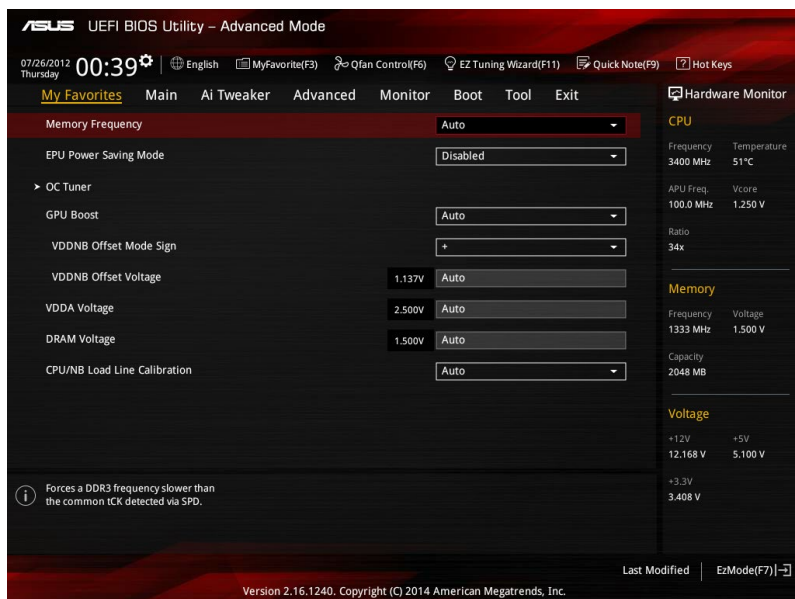 ASUS UEFI BIOS Utility – Advanced Mode
07/26/2012 Thursday 00:39 English MyFavorite(F3) Qfan Control(F6) EZ Tuning Wizard(F11) Quick Note(F9) ? Hot Keys
My Favorites Main Ai Tweaker Advanced Monitor Boot Tool Exit
Memory Frequency Auto
EPU Power Saving Mode Disabled
> OC Tuner
GPU Boost Auto
VDDNB Offset Mode Sign +
VDDNB Offset Voltage 1.137V Auto
VDDA Voltage 2.500V Auto
DRAM Voltage 1.500V Auto
CPU/NB Load Line Calibration Auto
Hardware Monitor
CPU
Frequency Temperature
3400 MHz 51°C
APU Freq. Vcore
100.0 MHz 1.250 V
Ratio
34x
Memory
Frequency Voltage
1333 MHz 1.500 V
Capacity
2048 MB
Voltage
+12V +5V
12.168 V 5.100 V
+3.3V
3.408 V
i Forces a DDR3 frequency slower than
the common tCK detected via SPD.
Last Modified EzMode(F7)
Version 2.16.1240. Copyright (C) 2014 American Megatrends, Inc.